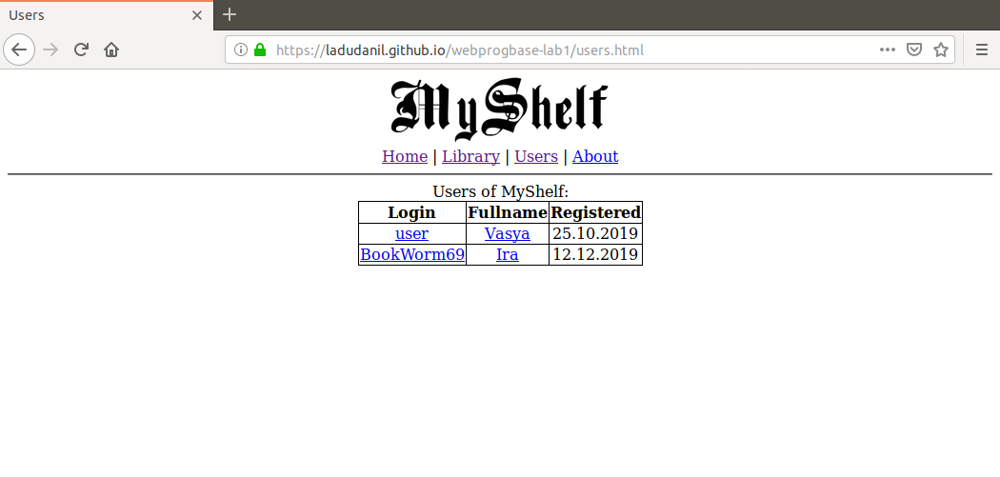 Users
https://ladudanil.github.io/webprogbase-lab1/users.html
MyShelf
Home | Library | Users | About
Users of MyShelf:
Login Fullname Registered
user Vasya 25.10.2019
BookWorm69 Ira 12.12.2019